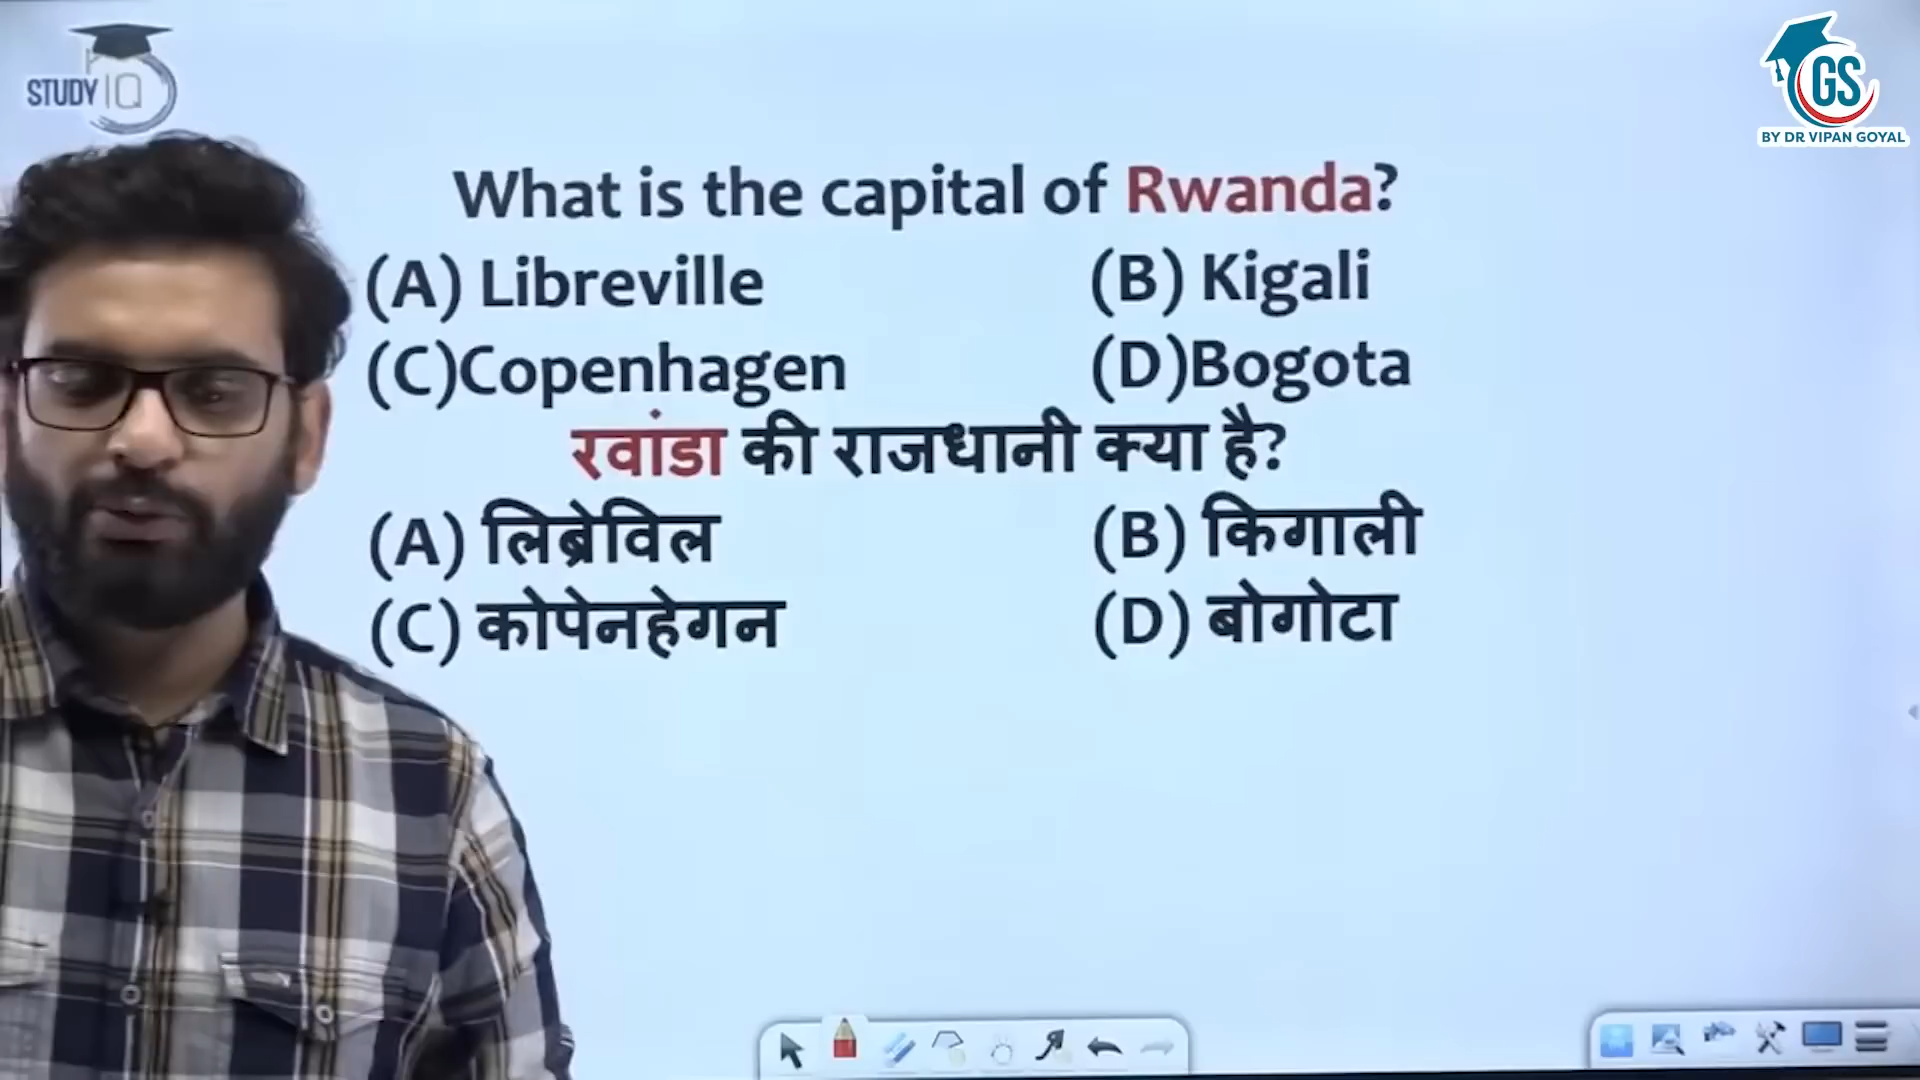 STUDY IQ
GS
BY DR VIPAN GOYAL
What is the capital of Rwanda?
(A) Libreville (B) Kigali
(C)Copenhagen (D)Bogota
रवांडा की राजधानी क्या है?
(A) लिब्रेविल (B) किगाली
(C) कोपेनहेगन (D) बोगोटा